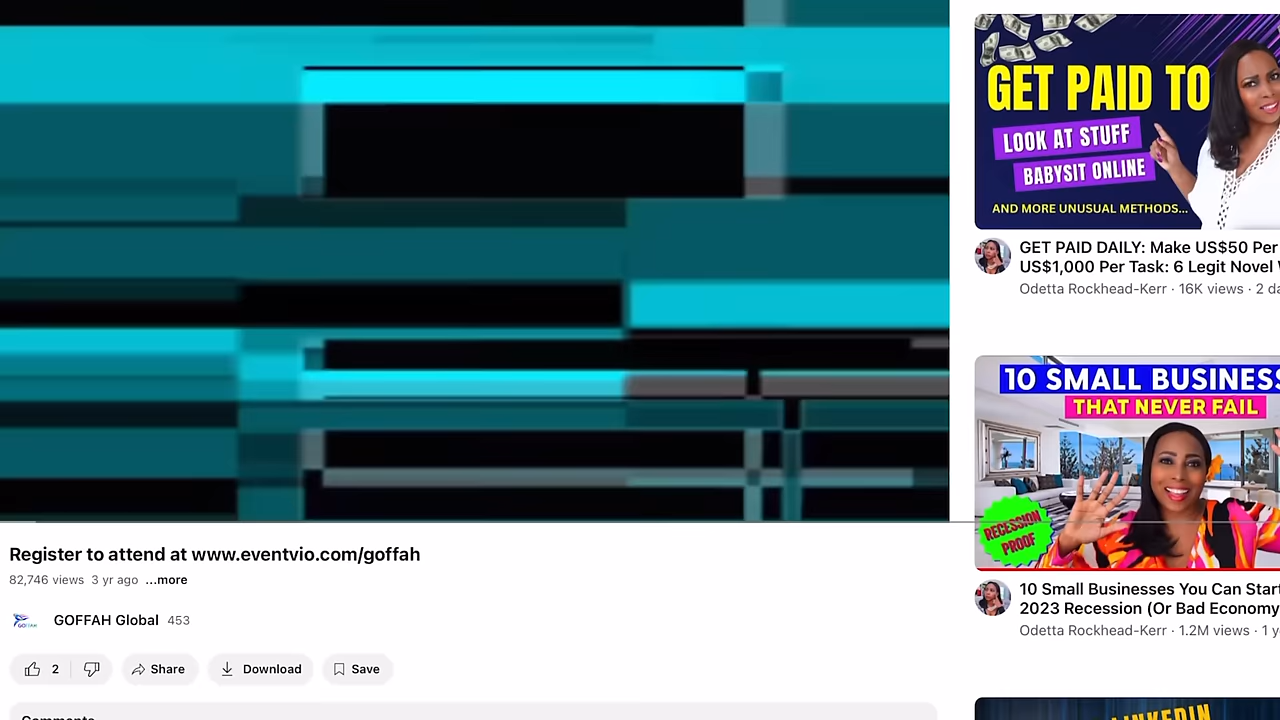 Register to attend at www.eventvio.com/goffah
82,746 views 3 yr ago ...more
GOFFAH Global 453
2
Share
Download
Save
Comments
GET PAID TO
LOOK AT STUFF
BABYSIT ONLINE
AND MORE UNUSUAL METHODS...
GET PAID DAILY: Make US$50 Per
US$1,000 Per Task: 6 Legit Novel
Odetta Rockhead-Kerr · 16K views · 2 da
10 SMALL BUSINESS
THAT NEVER FAIL
RECESSION
PROOF
10 Small Businesses You Can Start
2023 Recession (Or Bad Economy
Odetta Rockhead-Kerr · 1.2M views · 1 y
LINKEDIN